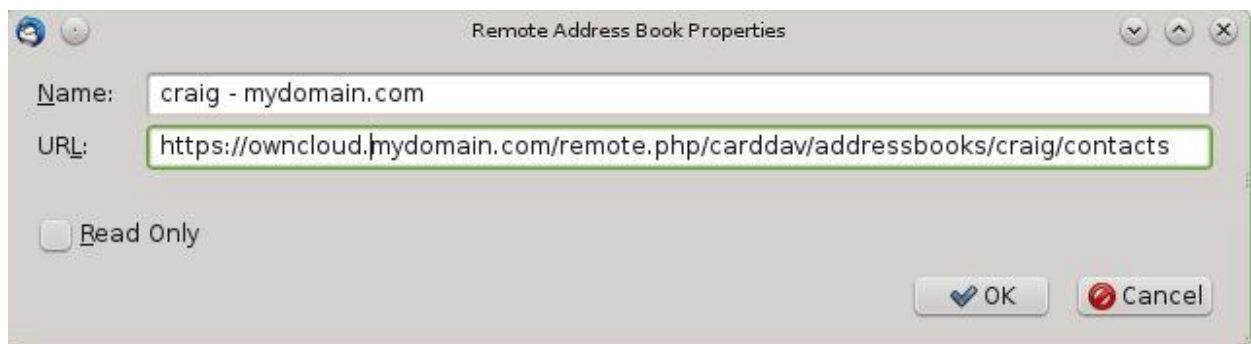 Remote Address Book Properties
Name: craig - mydomain.com
URL: https://owncloud.mydomain.com/remote.php/carddav/addressbooks/craig/contacts
Read Only
OK Cancel